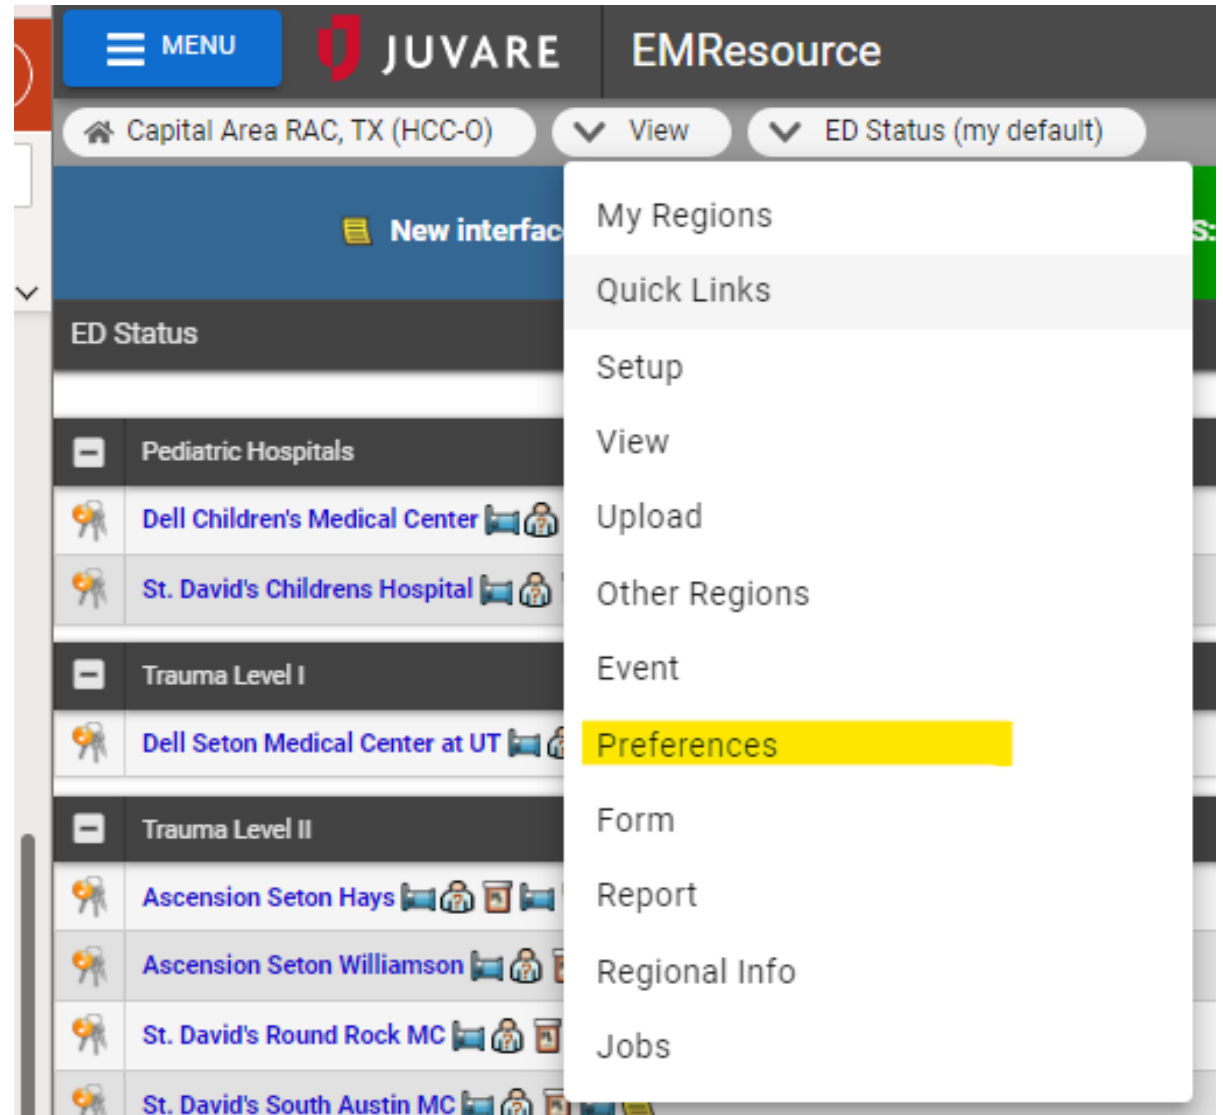 MENU JUVARE EMResource
Capital Area RAC, TX (HCC-O) View ED Status (my default)
New interfac
S:
ED Status
Pediatric Hospitals
Dell Children's Medical Center
St. David's Childrens Hospital
Trauma Level I
Dell Seton Medical Center at UT
Trauma Level II
Ascension Seton Hays
Ascension Seton Williamson
St. David's Round Rock MC
St. David's South Austin MC
My Regions
Quick Links
Setup
View
Upload
Other Regions
Event
Preferences
Form
Report
Regional Info
Jobs